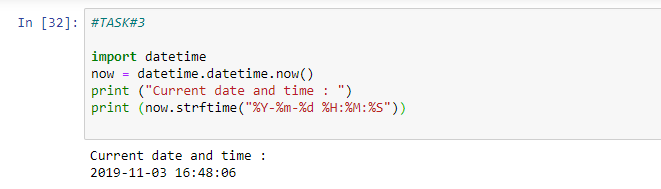 In [32]: #TASK#3
import datetime
now = datetime.datetime.now()
print ("Current date and time : ")
print (now.strftime("%Y-%m-%d %H:%M:%S"))
Current date and time :
2019-11-03 16:48:06